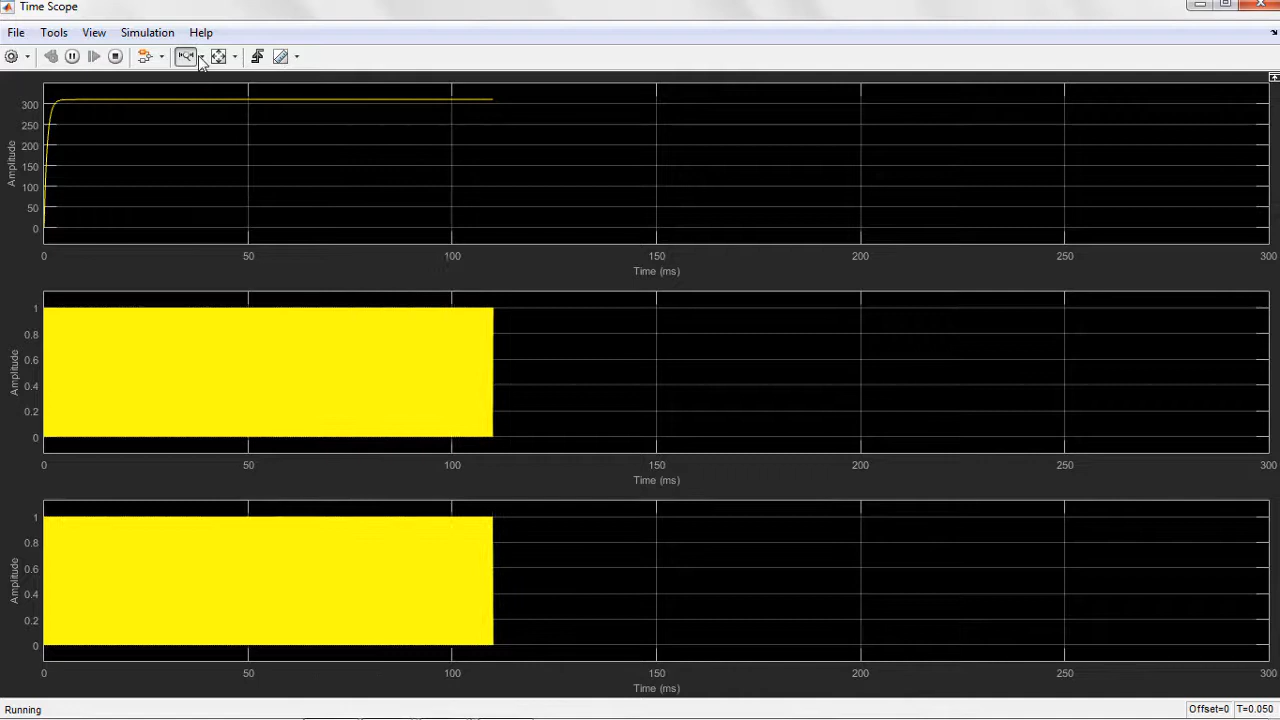 Time Scope
File Tools View Simulation Help
300
250
200
150
100
50
0
Amplitude
0 50 100 150 200 250 300
Time (ms)
1
0.8
0.6
0.4
0.2
0
Amplitude
0 50 100 150 200 250 300
Time (ms)
1
0.8
0.6
0.4
0.2
0
Amplitude
0 50 100 150 200 250 300
Time (ms)
Running Offset=0 T=0.050